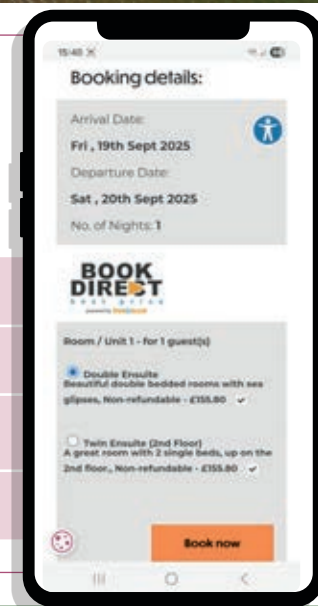 15:40
Booking details:
Arrival Date:
Fri , 19th Sept 2025
Departure Date:
Sat , 20th Sept 2025
No. of Nights: 1
BOOK
DIRECT
best price
Room / Unit 1 - for 1 guest(s)
Double Ensuite
Beautiful double bedded rooms with sea
glipses, Non-refundable - £155.80
Twin Ensuite (2nd Floor)
A great room with 2 single beds, up on the
2nd floor., Non-refundable - £155.80
Book now